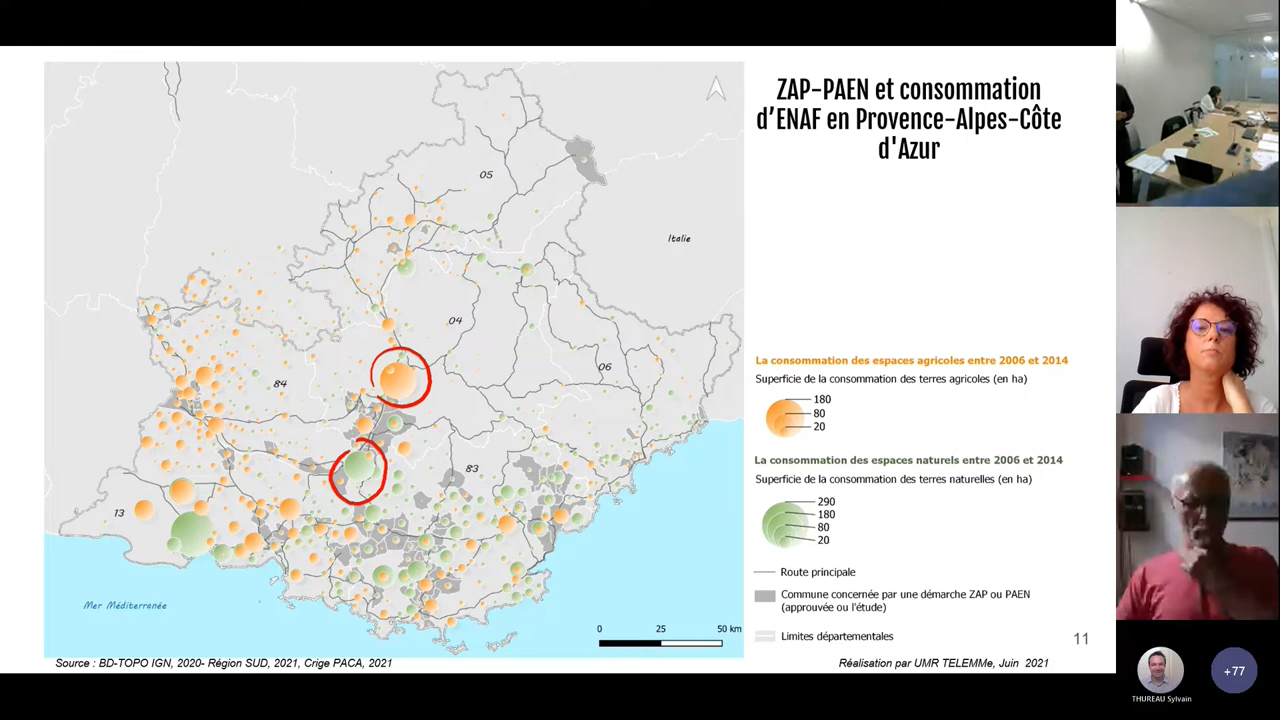 ZAP-PAEN et consommation
d’ENAF en Provence-Alpes-Côte
d'Azur
05
Italie
04
06
84
83
13
Mer Méditerranée
La consommation des espaces agricoles entre 2006 et 2014
Superficie de la consommation des terres agricoles (en ha)
180
80
20
La consommation des espaces naturels entre 2006 et 2014
Superficie de la consommation des terres naturelles (en ha)
290
180
80
20
Route principale
Commune concernée par une démarche ZAP ou PAEN
(approuvée ou l'étude)
Limites départementales
0 25 50 km
11
Source : BD-TOPO IGN, 2020- Région SUD, 2021, Crige PACA, 2021
Réalisation par UMR TELEMMe, Juin 2021
THUREAU Sylvain
+77